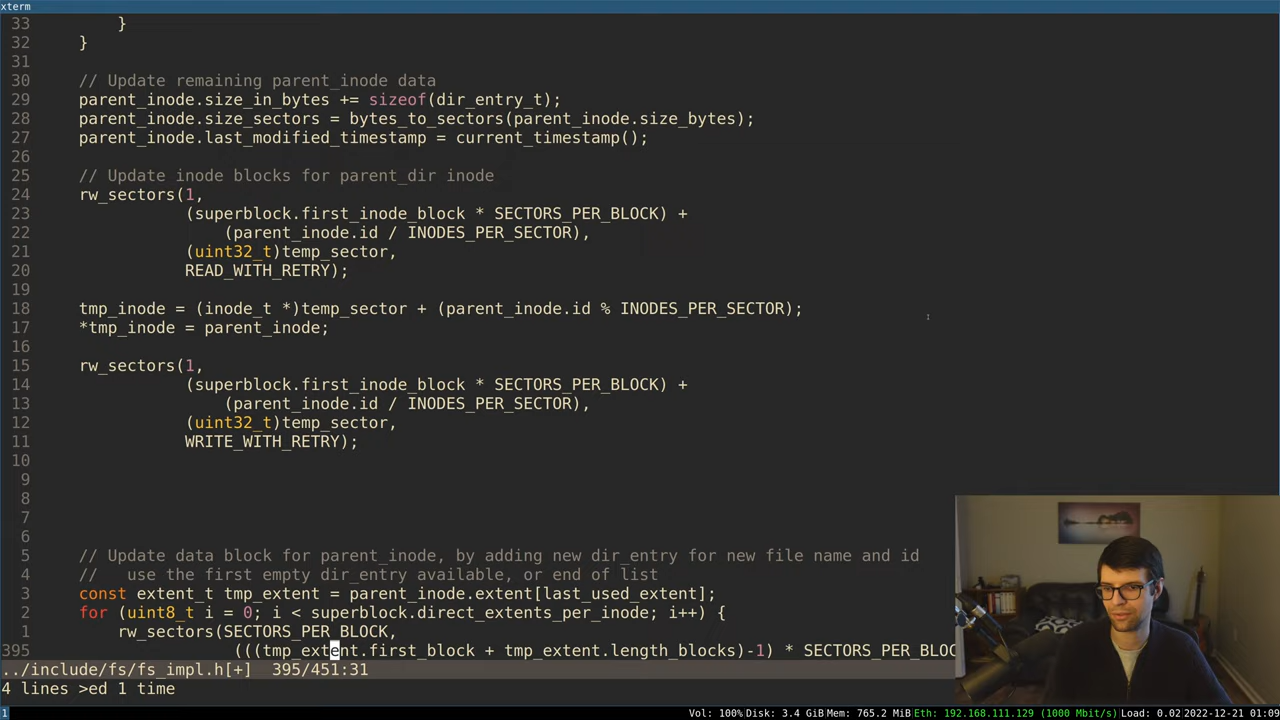 xterm
33         }
32     }
31
30     // Update remaining parent_inode data
29     parent_inode.size_in_bytes += sizeof(dir_entry_t);
28     parent_inode.size_sectors = bytes_to_sectors(parent_inode.size_bytes);
27     parent_inode.last_modified_timestamp = current_timestamp();
26
25     // Update inode blocks for parent_dir inode
24     rw_sectors(1,
23                (superblock.first_inode_block * SECTORS_PER_BLOCK) +
22                    (parent_inode.id / INODES_PER_SECTOR),
21                (uint32_t)temp_sector,
20                READ_WITH_RETRY);
19
18     tmp_inode = (inode_t *)temp_sector + (parent_inode.id % INODES_PER_SECTOR);
17     *tmp_inode = parent_inode;
16
15     rw_sectors(1,
14                (superblock.first_inode_block * SECTORS_PER_BLOCK) +
13                    (parent_inode.id / INODES_PER_SECTOR),
12                (uint32_t)temp_sector,
11                WRITE_WITH_RETRY);
10
9
8
7
6
5     // Update data block for parent_inode, by adding new dir_entry for new file name and id
4     //   use the first empty dir_entry available, or end of list
3     const extent_t tmp_extent = parent_inode.extent[last_used_extent];
2     for (uint8_t i = 0; i < superblock.direct_extents_per_inode; i++) {
1         rw_sectors(SECTORS_PER_BLOCK,
395                    (((tmp_extent.first_block + tmp_extent.length_blocks)-1) * SECTORS_PER_BLOC
../include/fs/fs_impl.h[+]  395/451:31
4 lines >ed 1 time
1 Vol: 100% Disk: 3.4 GiB Mem: 765.2 MiB Eth: 192.168.111.129 (1000 Mbit/s) Load: 0.02 2022-12-21 01:09